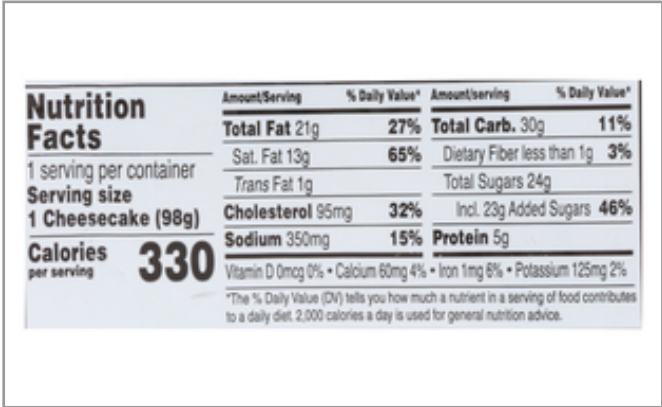 Nutrition
Facts
1 serving per container
Serving size
1 Cheesecake (98g)
Calories
per serving
330
Amount/Serving % Daily Value*
Total Fat 21g 27%
Sat. Fat 13g 65%
Trans Fat 1g
Cholesterol 95mg 32%
Sodium 350mg 15%
Amount/serving % Daily Value*
Total Carb. 30g 11%
Dietary Fiber less than 1g 3%
Total Sugars 24g
Incl. 23g Added Sugars 46%
Protein 5g
Vitamin D 0mcg 0% • Calcium 60mg 4% • Iron 1mg 6% • Potassium 125mg 2%
*The % Daily Value (DV) tells you how much a nutrient in a serving of food contributes
to a daily diet. 2,000 calories a day is used for general nutrition advice.